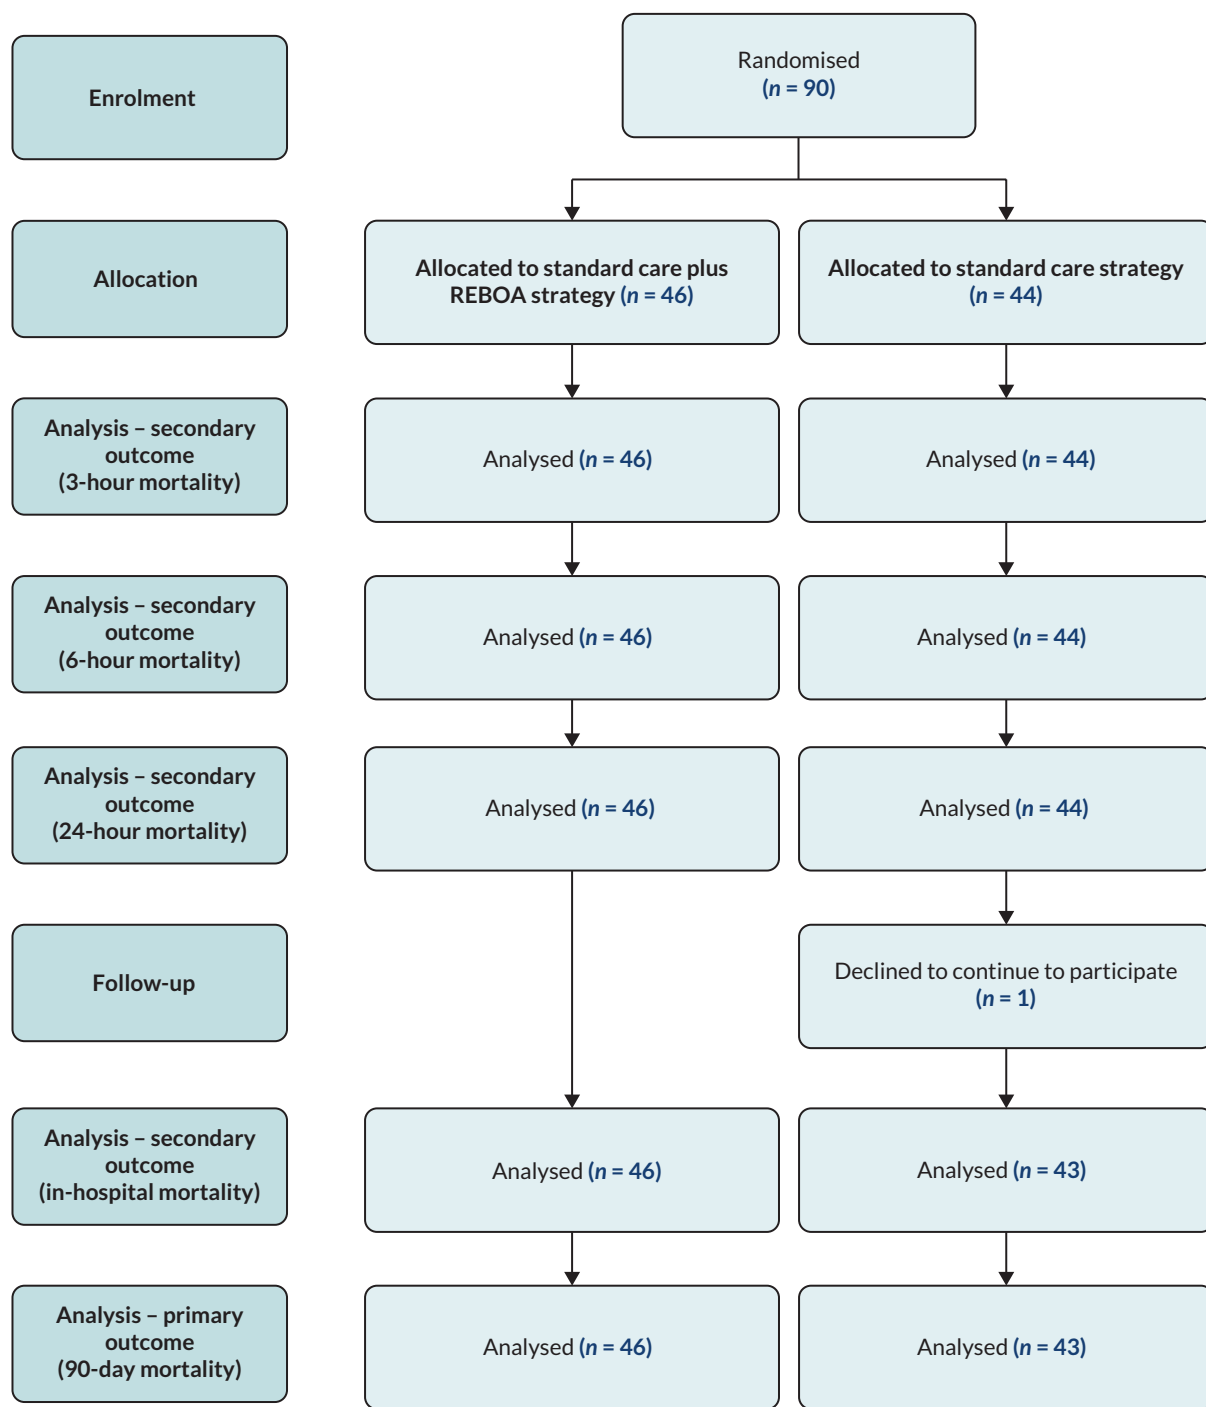 Enrolment
Randomised
(n = 90)
Allocation
Allocated to standard care plus
REBOA strategy (n = 46)
Allocated to standard care strategy
(n = 44)
Analysis – secondary
outcome
(3-hour mortality)
Analysed (n = 46)
Analysed (n = 44)
Analysis – secondary
outcome
(6-hour mortality)
Analysed (n = 46)
Analysed (n = 44)
Analysis – secondary
outcome
(24-hour mortality)
Analysed (n = 46)
Analysed (n = 44)
Follow-up
Declined to continue to participate
(n = 1)
Analysis – secondary
outcome
(in-hospital mortality)
Analysed (n = 46)
Analysed (n = 43)
Analysis – primary
outcome
(90-day mortality)
Analysed (n = 46)
Analysed (n = 43)